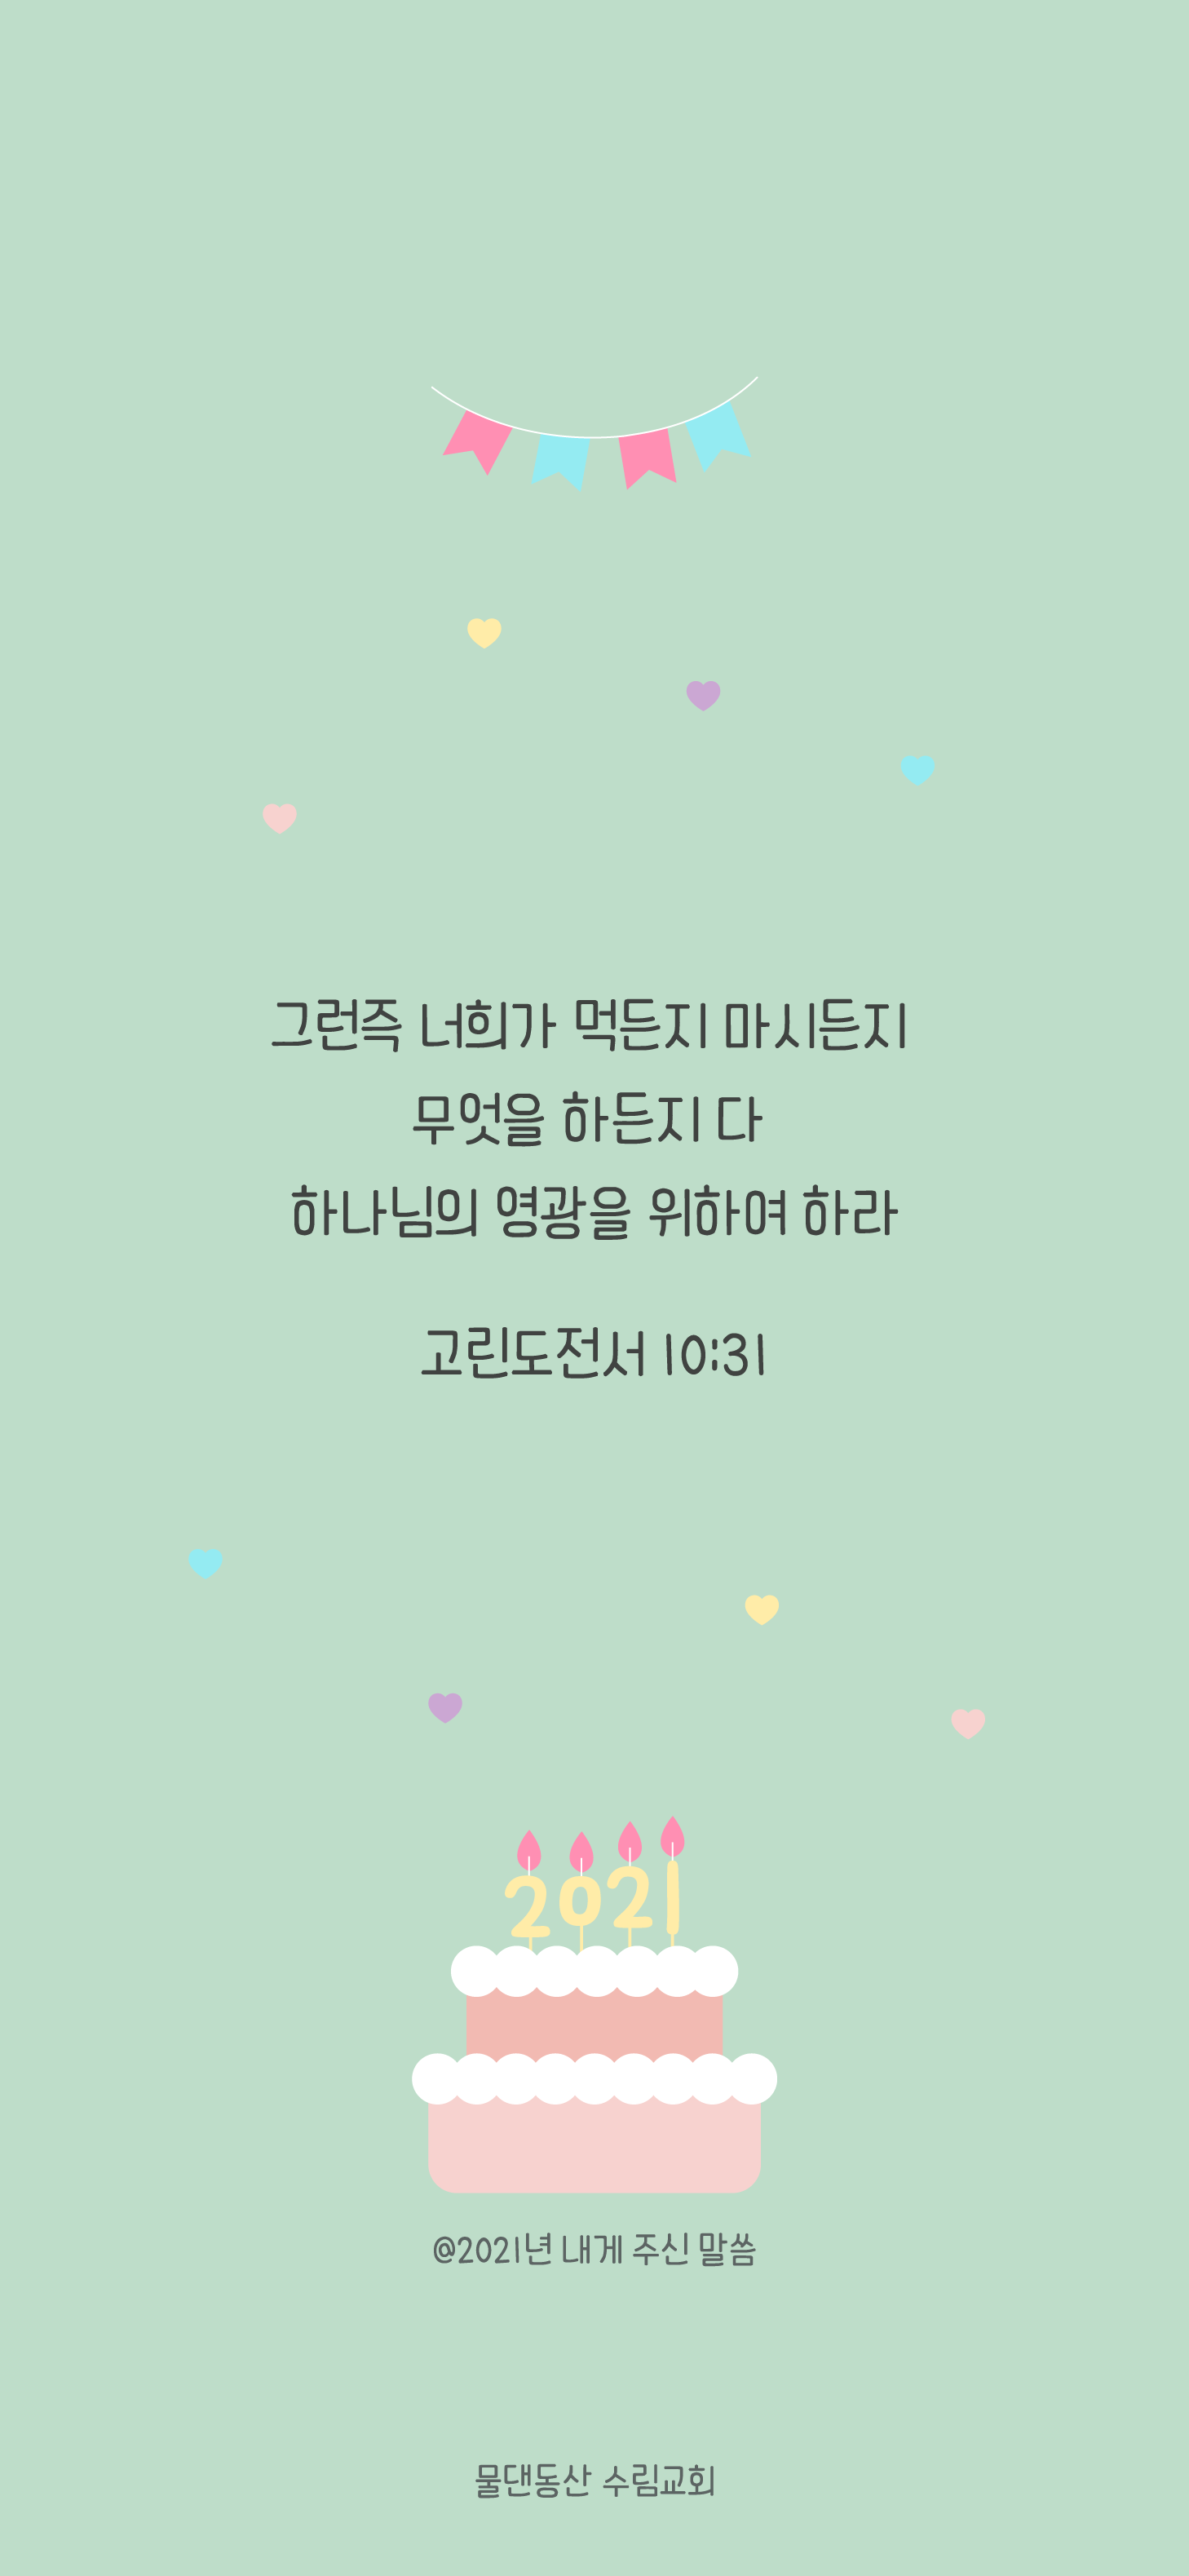 그런즉 너희가 먹든지 마시든지
무엇을 하든지 다
하나님의 영광을 위하여 하라
고린도전서 10:31
2021
@2021년 내게 주신 말씀
물댄동산 수림교회